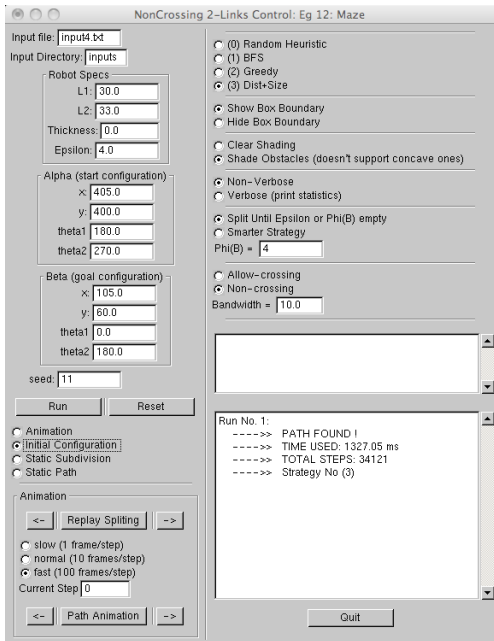 NonCrossing 2-Links Control: Eg 12: Maze
Input file: input4.txt
Input Directory: inputs
Robot Specs
L1: 30.0
L2: 33.0
Thickness: 0.0
Epsilon: 4.0
Alpha (start configuration)
x: 405.0
y: 400.0
theta1 180.0
theta2 270.0
Beta (goal configuration)
x: 105.0
y: 60.0
theta1 0.0
theta2 180.0
seed: 11
Run Reset
Animation
Initial Configuration
Static Subdivision
Static Path
Animation
<- Replay Spliting ->
slow (1 frame/step)
normal (10 frames/step)
fast (100 frames/step)
Current Step 0
<- Path Animation ->
(0) Random Heuristic
(1) BFS
(2) Greedy
(3) Dist+Size
Show Box Boundary
Hide Box Boundary
Clear Shading
Shade Obstacles (doesn't support concave ones)
Non-Verbose
Verbose (print statistics)
Split Until Epsilon or Phi(B) empty
Smarter Strategy
Phi(B) = 4
Allow-crossing
Non-crossing
Bandwidth = 10.0
Run No. 1:
---->> PATH FOUND !
---->> TIME USED: 1327.05 ms
---->> TOTAL STEPS: 34121
---->> Strategy No (3)
Quit